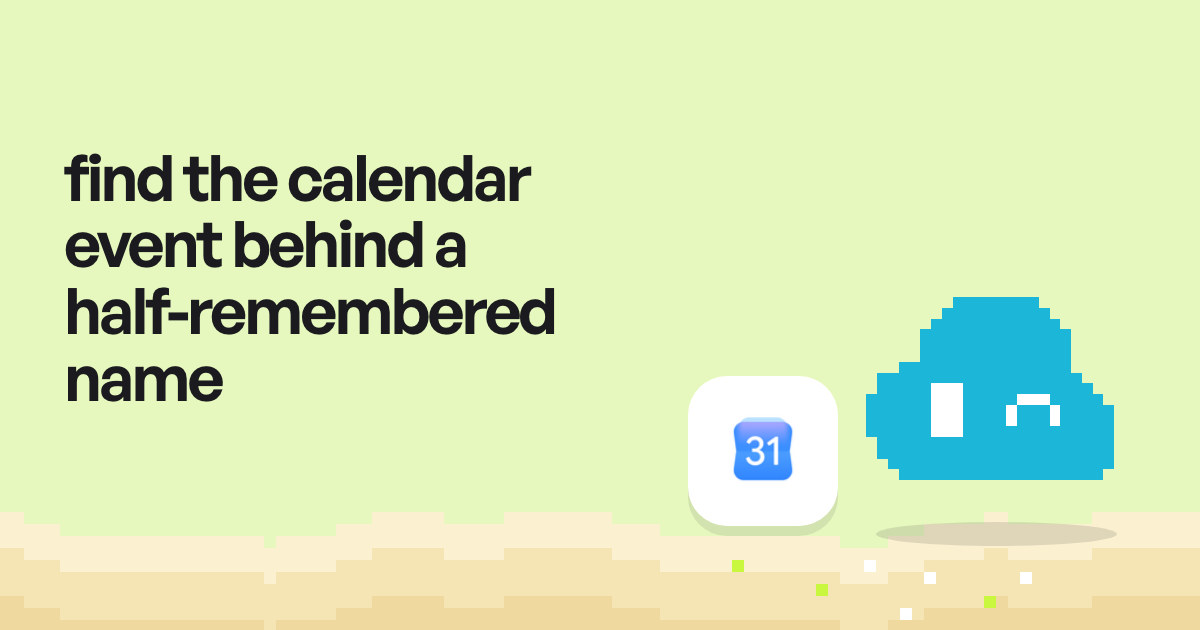 find the calendar
event behind a
half-remembered
name
31